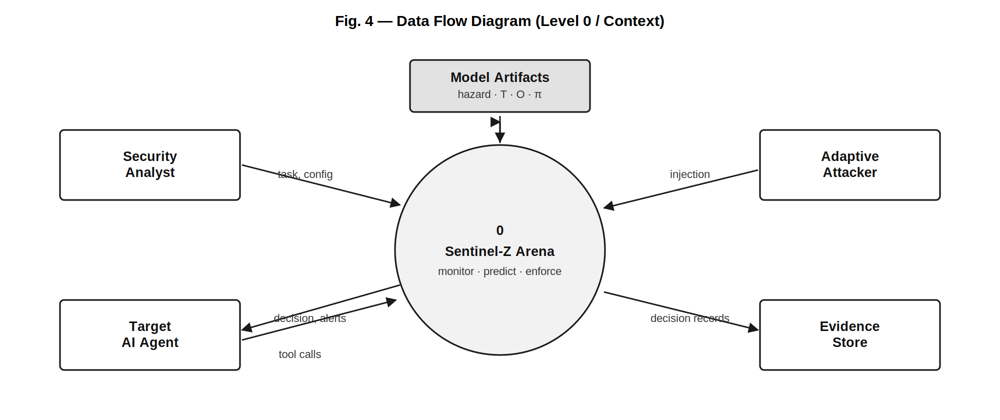 Fig. 4 — Data Flow Diagram (Level 0 / Context)
Model Artifacts
hazard · T · O · π
Security
Analyst
task, config
injection
Adaptive
Attacker
0
Sentinel-Z Arena
monitor · predict · enforce
Target
AI Agent
decision, alerts
tool calls
decision records
Evidence
Store